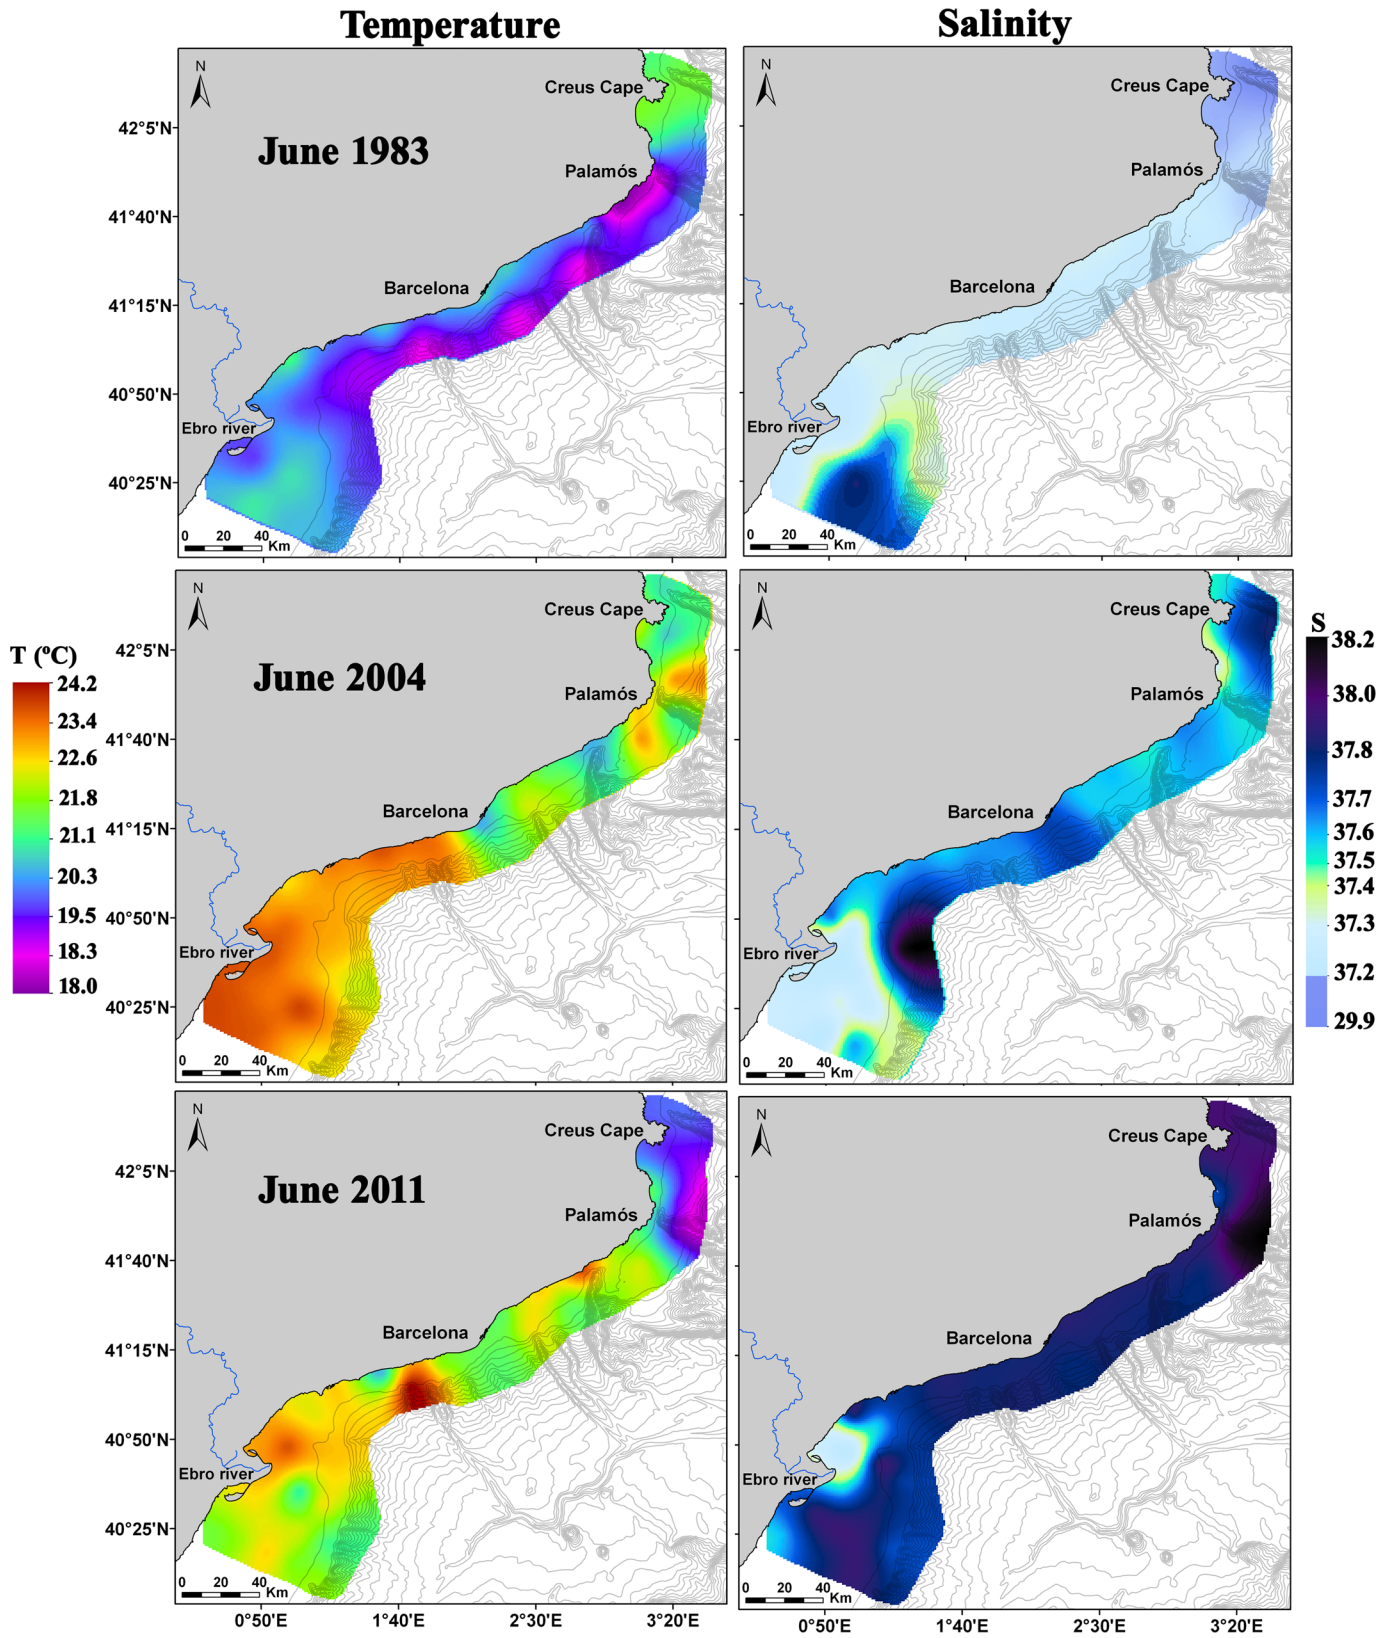 Temperature
Salinity
N
Creus Cape
42°5'N
June 1983
Palamós
41°40'N
Barcelona
41°15'N
40°50'N
Ebro river
40°25'N
0 20 40
Km
N
Creus Cape
Palamós
Barcelona
Ebro river
0 20 40
Km
N
Creus Cape
42°5'N
June 2004
Palamós
41°40'N
Barcelona
41°15'N
40°50'N
Ebro river
40°25'N
0 20 40
Km
T (ºC)
24.2
23.4
22.6
21.8
21.1
20.3
19.5
18.3
18.0
N
Creus Cape
Palamós
Barcelona
Ebro river
0 20 40
Km
S
38.2
38.0
37.8
37.7
37.6
37.5
37.4
37.3
37.2
29.9
N
Creus Cape
42°5'N
June 2011
Palamós
41°40'N
Barcelona
41°15'N
40°50'N
Ebro river
40°25'N
0 20 40
Km
0°50'E 1°40'E 2°30'E 3°20'E
N
Creus Cape
Palamós
Barcelona
Ebro river
0 20 40
Km
0°50'E 1°40'E 2°30'E 3°20'E